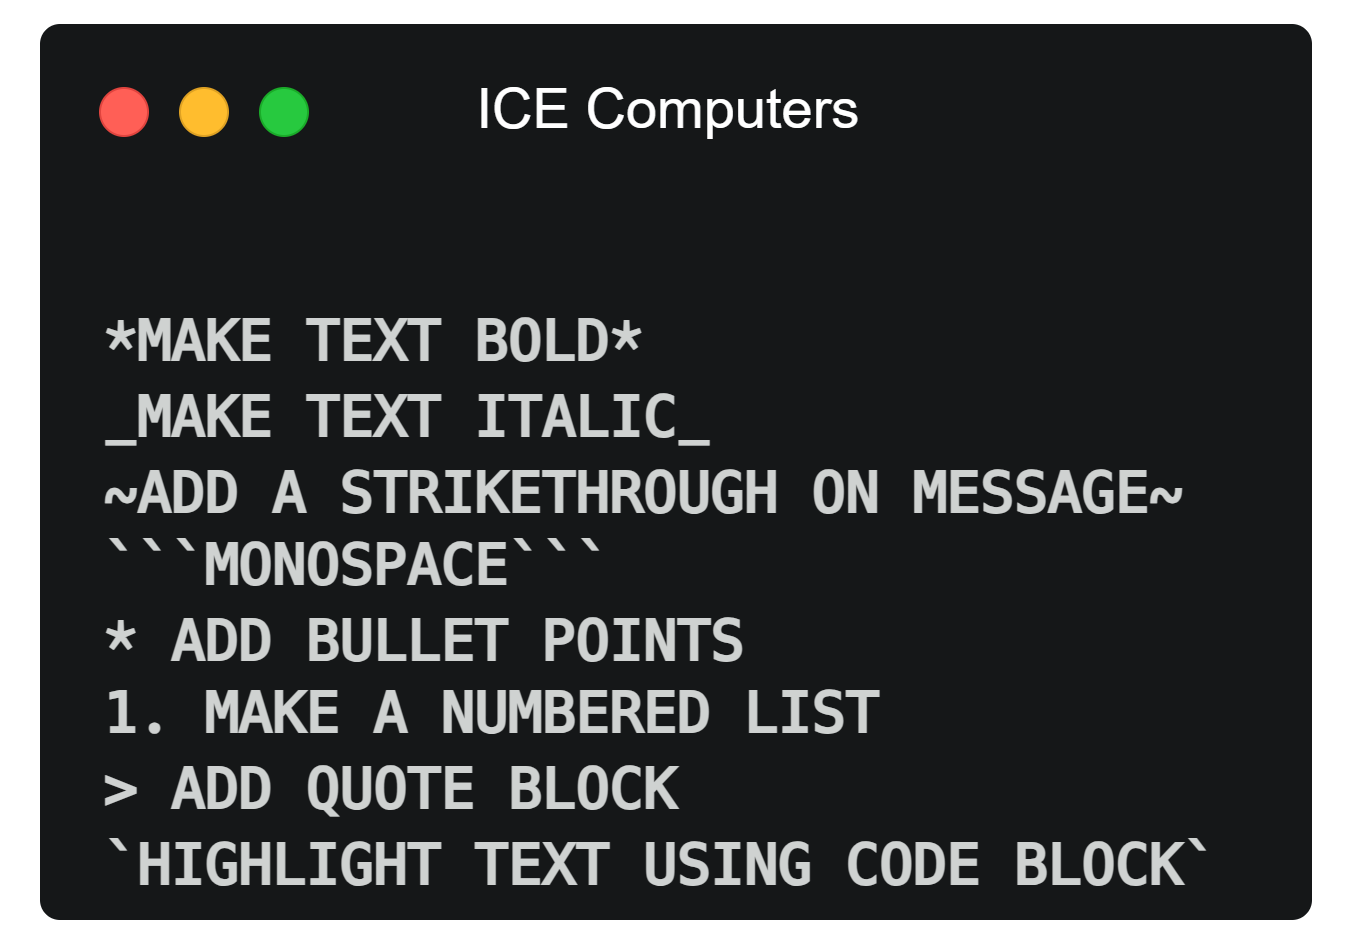 ICE Computers
*MAKE TEXT BOLD*
_MAKE TEXT ITALIC_
~ADD A STRIKETHROUGH ON MESSAGE~
```MONOSPACE```
* ADD BULLET POINTS
1. MAKE A NUMBERED LIST
> ADD QUOTE BLOCK
`HIGHLIGHT TEXT USING CODE BLOCK`